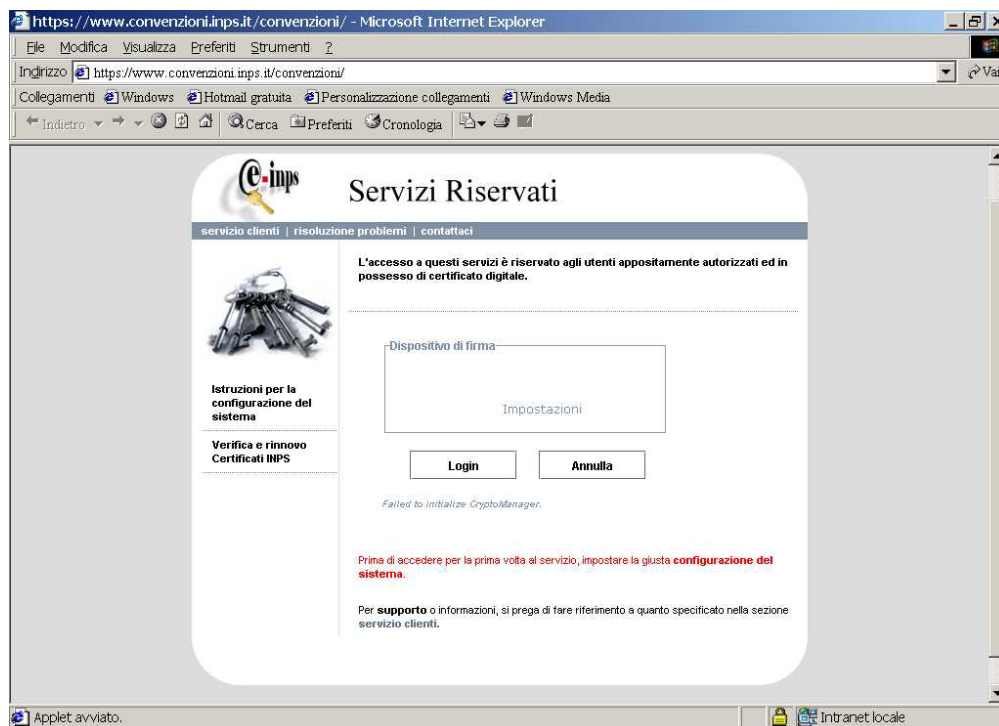 https://www.convenzioni.inps.it/convenzioni/ - Microsoft Internet Explorer
File Modifica Visualizza Preferiti Strumenti ?
Indirizzo https://www.convenzioni.inps.it/convenzioni/ Vai
Collegamenti Windows Hotmail gratuita Personalizzazione collegamenti Windows Media
Indietro Cerca Preferiti Cronologia
e-inps
Servizi Riservati
servizio clienti | risoluzione problemi | contattaci
L'accesso a questi servizi è riservato agli utenti appositamente autorizzati ed in
possesso di certificato digitale.
Dispositivo di firma
Impostazioni
Istruzioni per la
configurazione del
sistema
Verifica e rinnovo
Certificati INPS
Login Annulla
Failed to initialize CryptoManager.
Prima di accedere per la prima volta al servizio, impostare la giusta configurazione del
sistema.
Per supporto o informazioni, si prega di fare riferimento a quanto specificato nella sezione
servizio clienti.
Applet avviato. Intranet locale